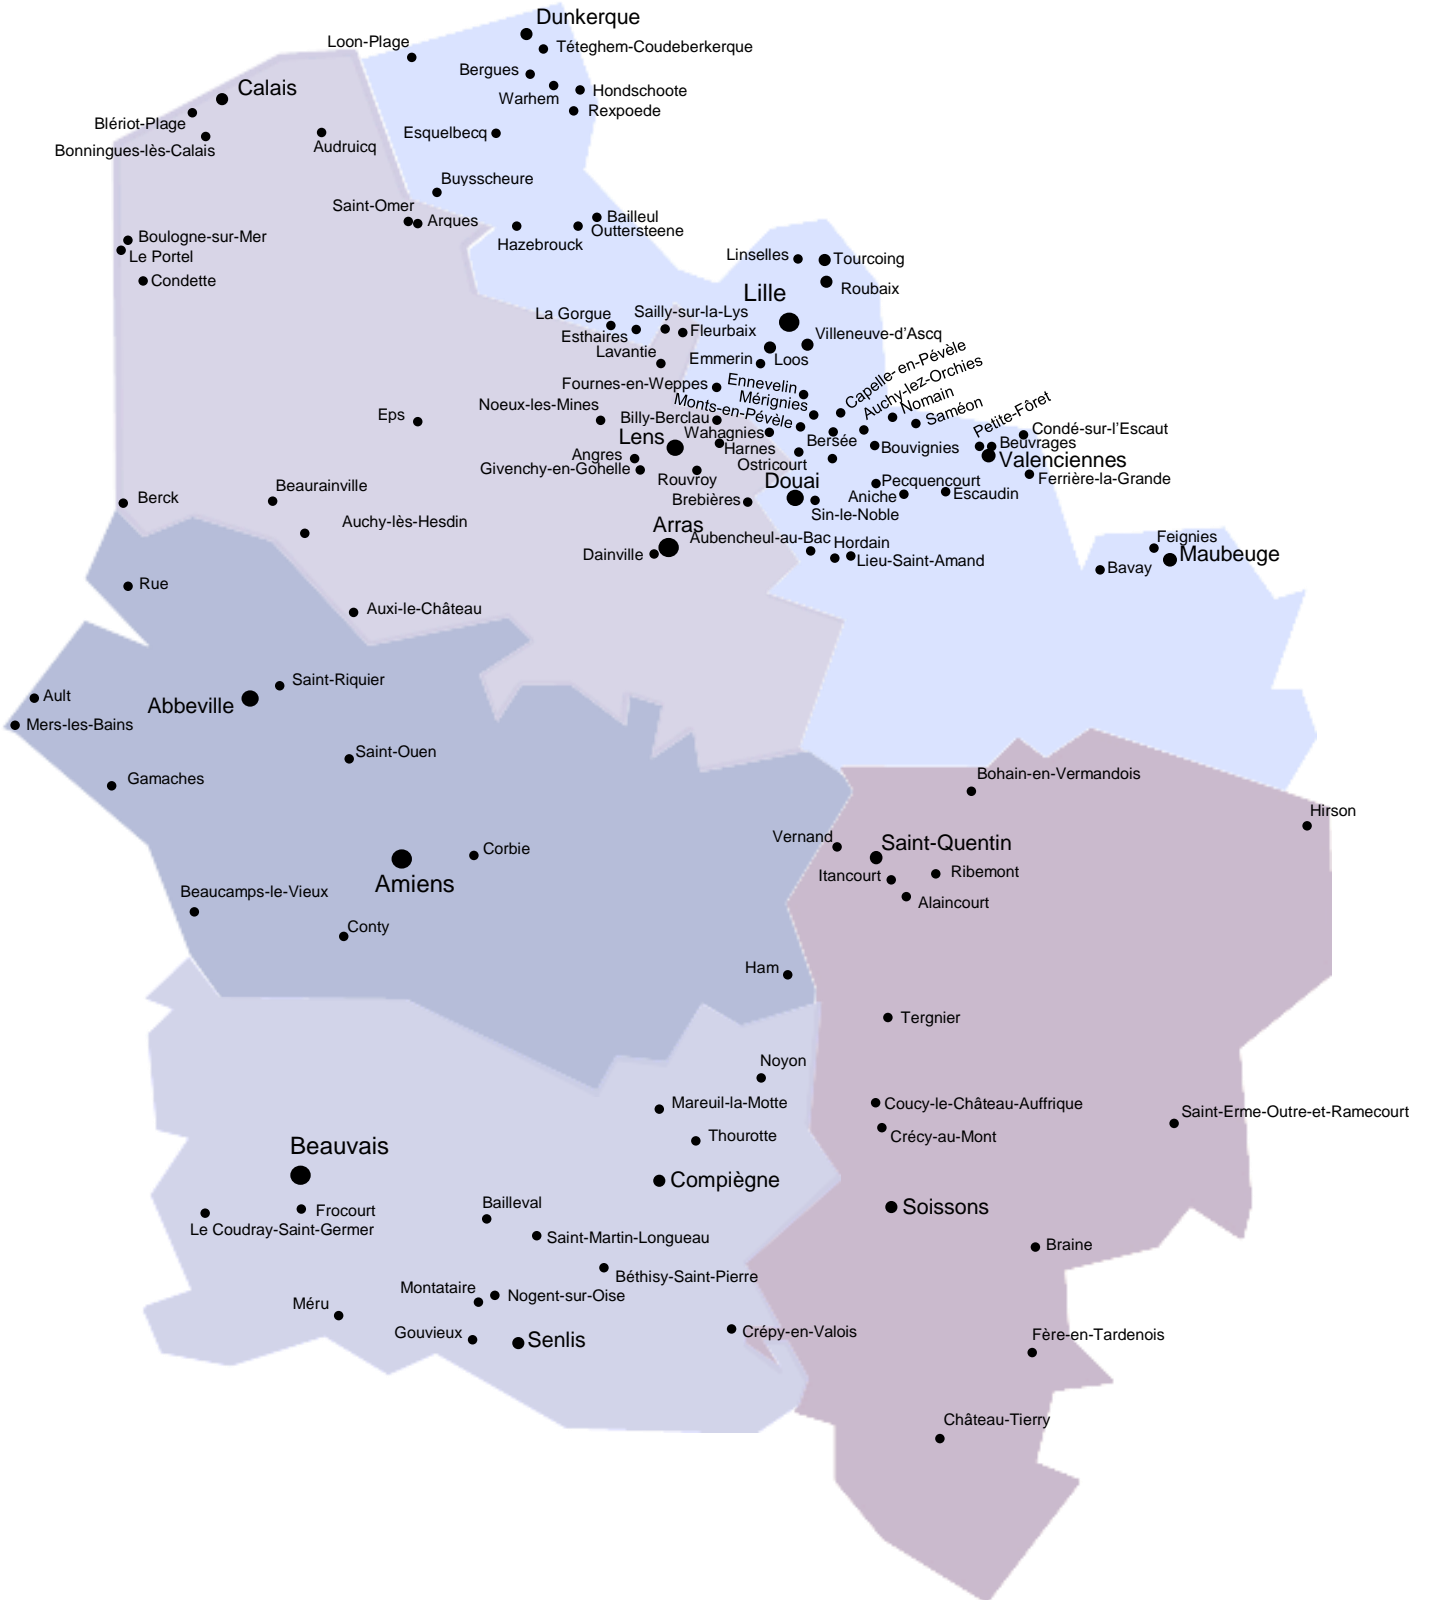 Dunkerque
Loon-Plage
Téteghem-Coudeberkerque
Bergues
Calais
Warhem
Hondschoote
Rexpoede
Blériot-Plage
Esquelbecq
Audruicq
Bonningues-lès-Calais
Buysscheure
Saint-Omer
Arques
Bailleul
Outtersteene
Boulogne-sur-Mer
Hazebrouck
Le Portel
Linselles
Tourcoing
Condette
Roubaix
Lille
La Gorgue
Sailly-sur-la-Lys
Esthaires
Fleurbaix
Villeneuve-d'Ascq
Lavantie
Emmerin
Loos
Capelle-en-Pévèle
Auchy-lez-Orchies
Fournes-en-Weppes
Ennevelin
Mérignies
Nomain
Saméon
Petite-Fôret
Noeux-les-Mines
Monts-en-Pévèle
Eps
Billy-Berclau
Condé-sur-l'Escaut
Wahagnies
Lens
Bersée
Beuvrages
Harnes
Bouvignies
Angres
Valenciennes
Ostricourt
Givenchy-en-Gohelle
Rouvroy
Douai
Ferrière-la-Grande
Beaurainville
Pecquencourt
Berck
Brebières
Aniche
Escaudin
Sin-le-Noble
Auchy-lès-Hesdin
Arras
Aubencheul-au-Bac
Hordain
Feignies
Dainville
Lieu-Saint-Amand
Maubeuge
Bavay
Rue
Auxi-le-Château
Saint-Riquier
Ault
Abbeville
Mers-les-Bains
Saint-Ouen
Gamaches
Bohain-en-Vermandois
Hirson
Vernand
Saint-Quentin
Corbie
Itancourt
Ribemont
Amiens
Beaucamps-le-Vieux
Alaincourt
Conty
Ham
Tergnier
Noyon
Mareuil-la-Motte
Coucy-le-Château-Auffrique
Saint-Erme-Outre-et-Ramecourt
Thourotte
Crécy-au-Mont
Beauvais
Compiègne
Bailleval
Soissons
Frocourt
Le Coudray-Saint-Germer
Saint-Martin-Longueau
Braine
Béthisy-Saint-Pierre
Montataire
Nogent-sur-Oise
Méru
Gouvieux
Senlis
Crépy-en-Valois
Fère-en-Tardenois
Château-Tierry